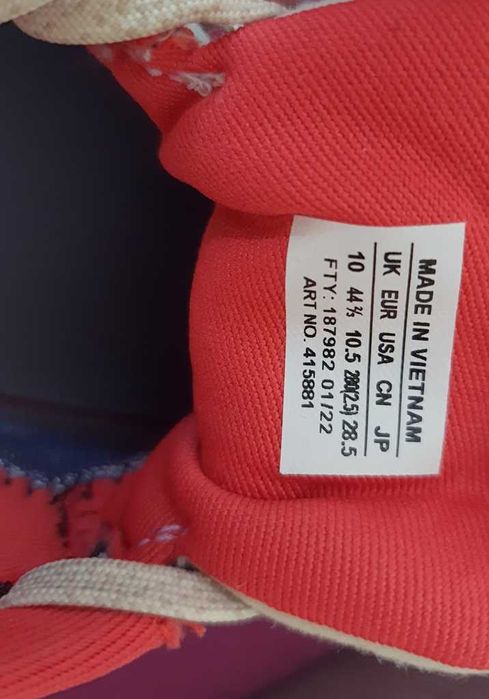 MADE IN VIETNAM
UK EUR USA CN JP
10 44⅔ 10.5 280(2.5) 28.5
FTY: 187982 01/22
ART NO. 415881